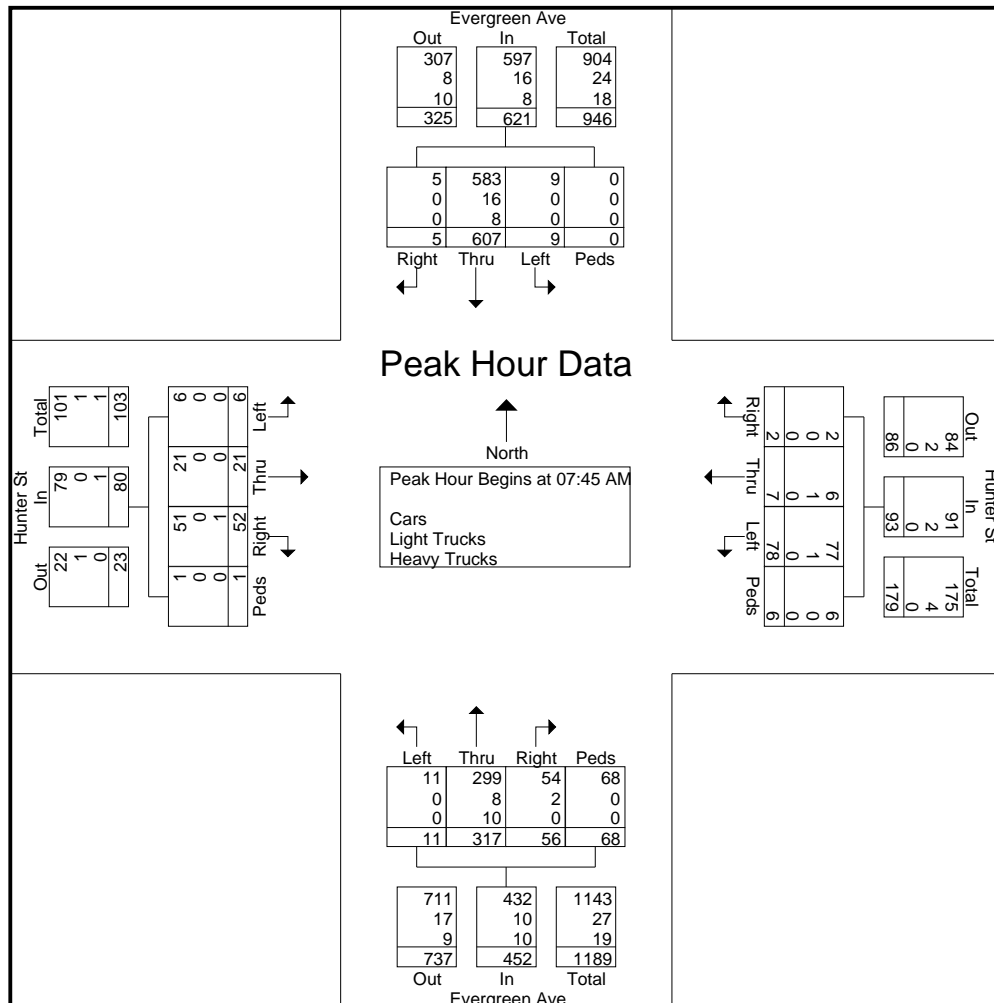 Evergreen Ave
Out In Total
307 597 904
8 16 24
10 8 18
325 621 946
5 583 9 0
0 16 0 0
0 8 0 0
5 607 9 0
Right Thru Left Peds
Peak Hour Data
North
Peak Hour Begins at 07:45 AM
Cars
Light Trucks
Heavy Trucks
Hunter St
Out In Total
22 79 101
1 0 1
0 1 1
23 80 103
Peds Right Thru Left
1 51 21 6
0 0 0 0
0 1 0 0
1 52 21 6
Hunter St
Out In Total
84 91 175
2 2 4
0 0 0
86 93 179
Right Thru Left Peds
2 6 77 6
0 1 1 0
0 0 0 0
2 7 78 6
Left Thru Right Peds
11 299 54 68
0 8 2 0
0 10 0 0
11 317 56 68
711 432 1143
17 10 27
9 10 19
737 452 1189
Out In Total
Evergreen Ave